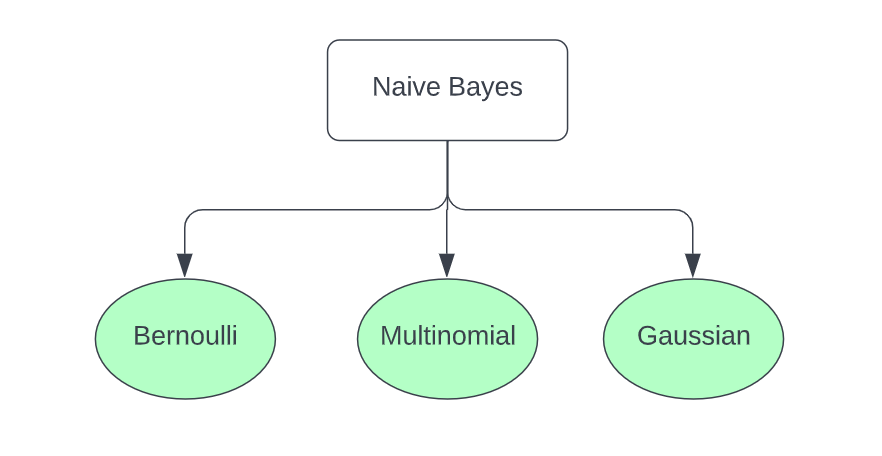 Naive Bayes
Bernoulli
Multinomial
Gaussian